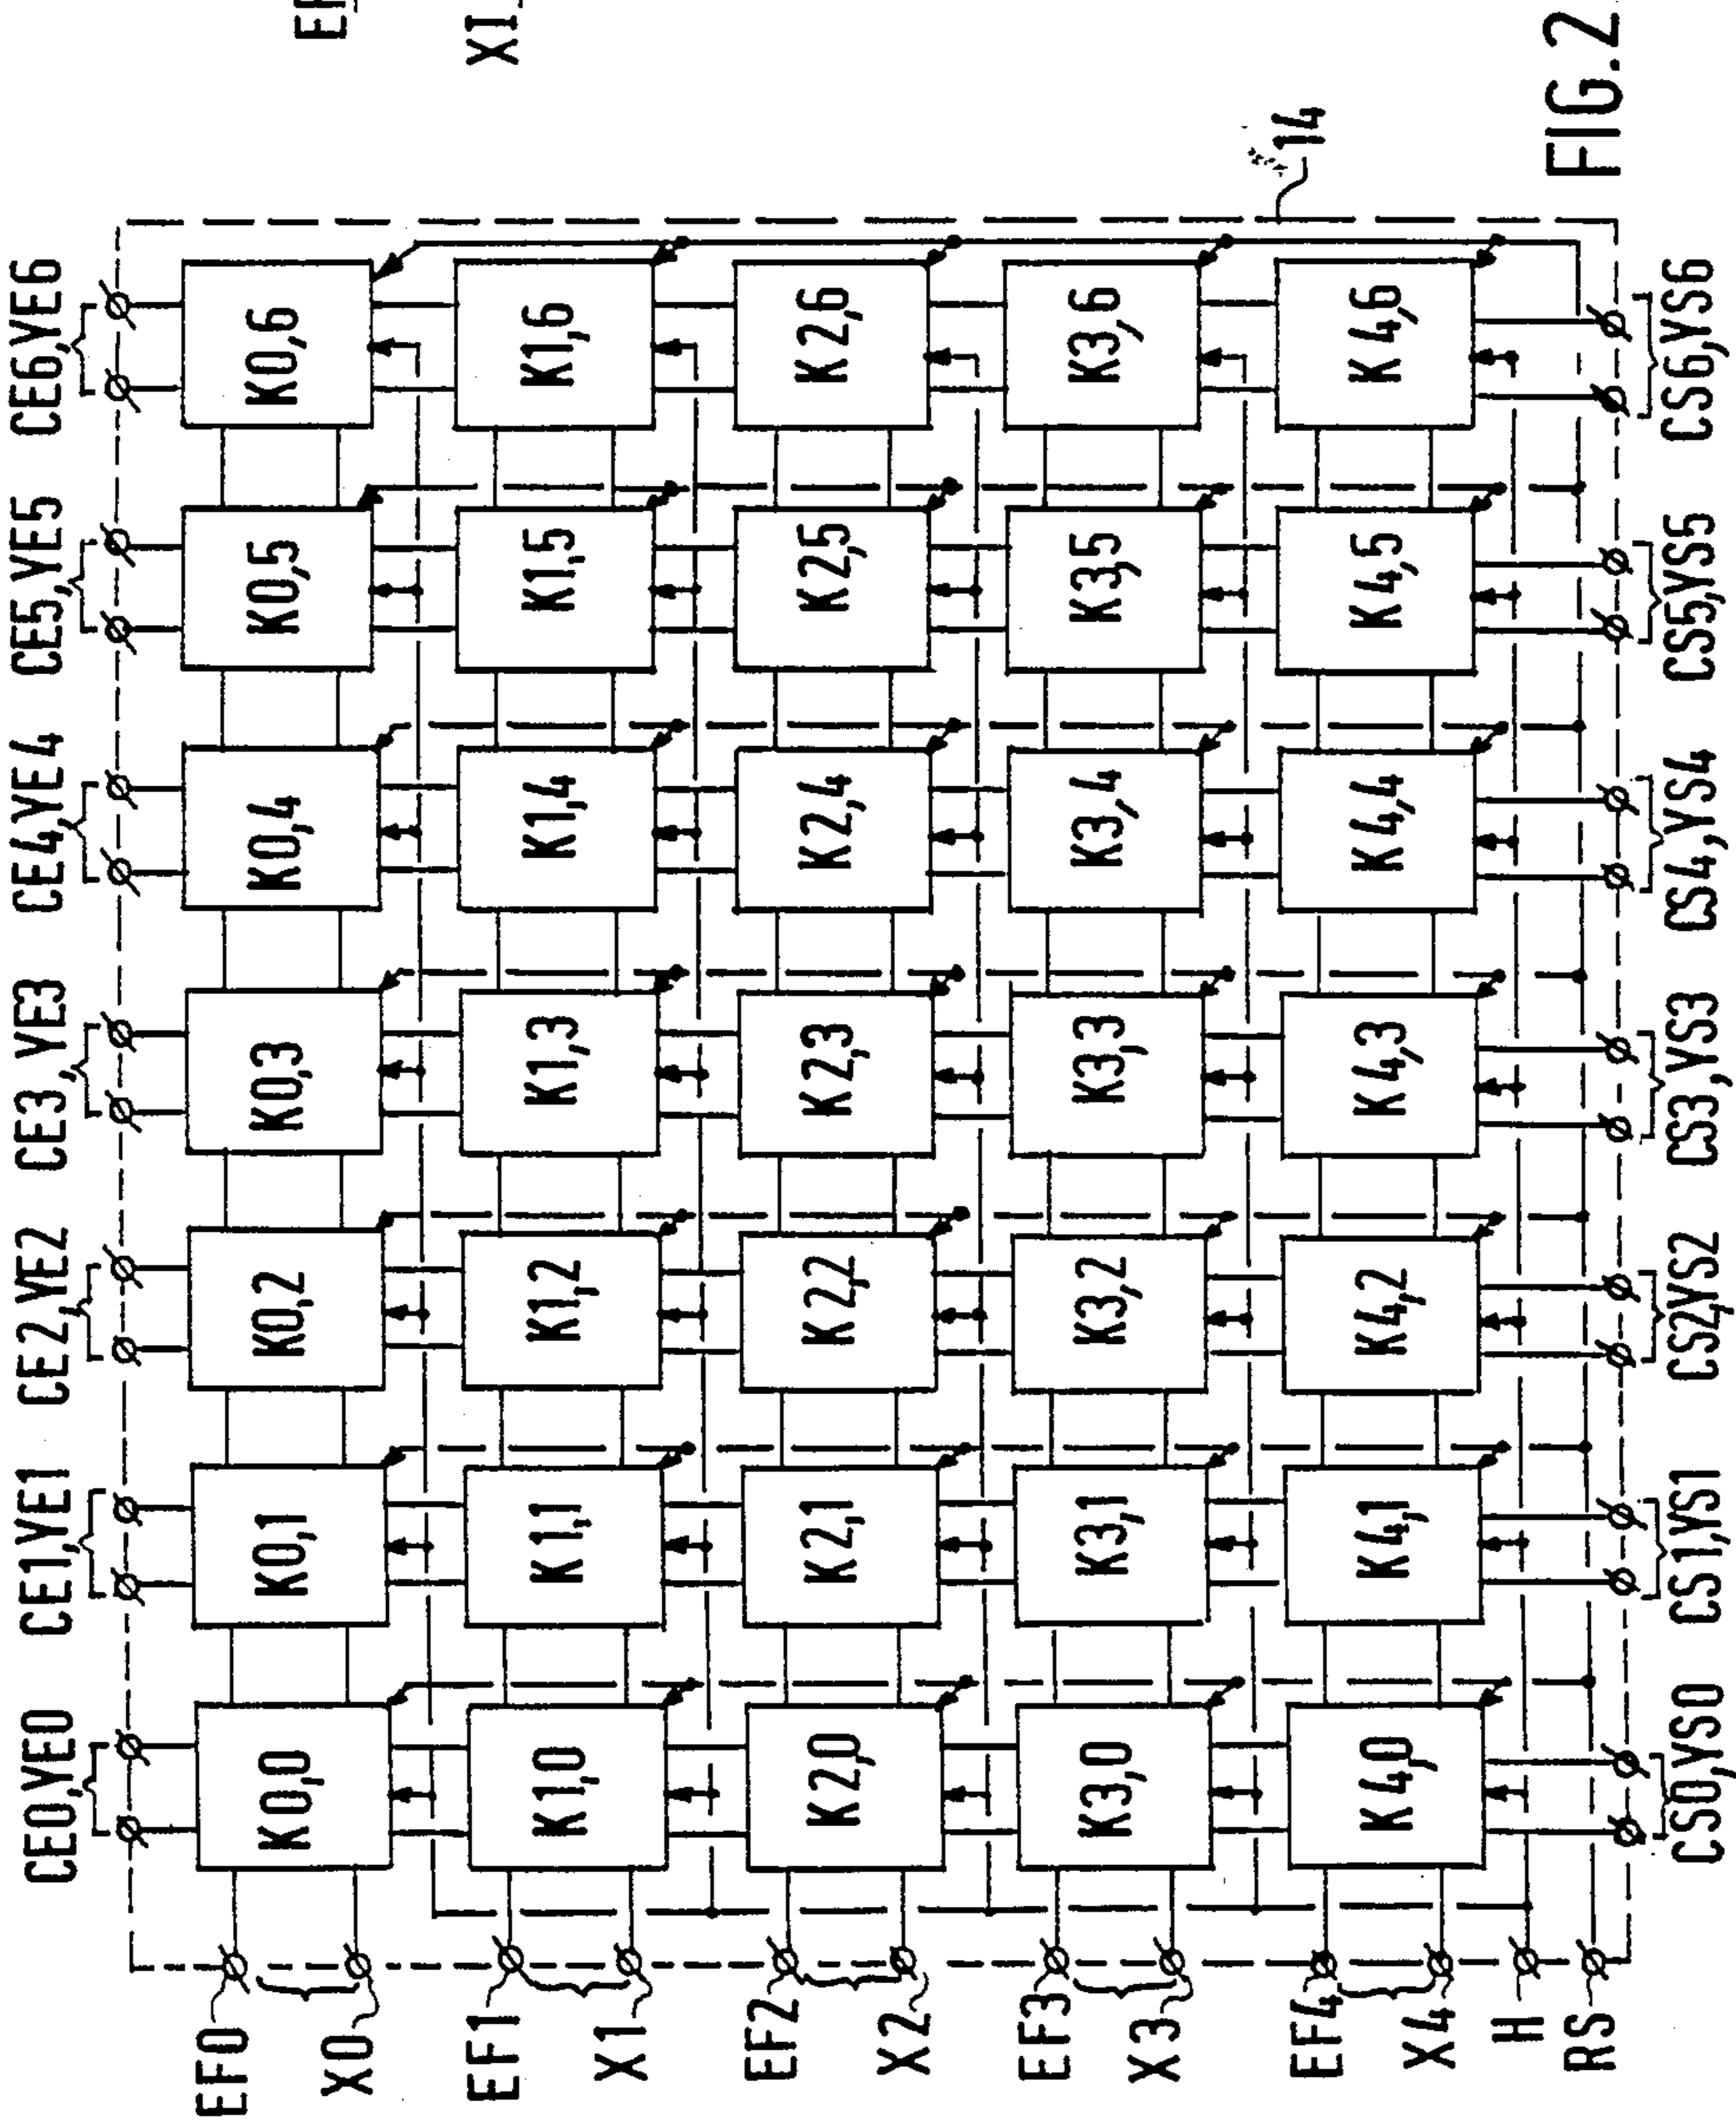 CE0,YE0 CE1,YE1 CE2,YE2 CE3,YE3 CE4,YE4 CE5,YE5 CE6,YE6
EF0 K0,0 K0,1 K0,2 K0,3 K0,4 K0,5 K0,6
X0
EF1 K1,0 K1,1 K1,2 K1,3 K1,4 K1,5 K1,6
X1
EF2 K2,0 K2,1 K2,2 K2,3 K2,4 K2,5 K2,6
X2
EF3 K3,0 K3,1 K3,2 K3,3 K3,4 K3,5 K3,6
X3
EF4 K4,0 K4,1 K4,2 K4,3 K4,4 K4,5 K4,6
X4
H
RS
CS0,YS0 CS1,YS1 CS2,YS2 CS3,YS3 CS4,YS4 CS5,YS5 CS6,YS6
14
XI
FIG.2